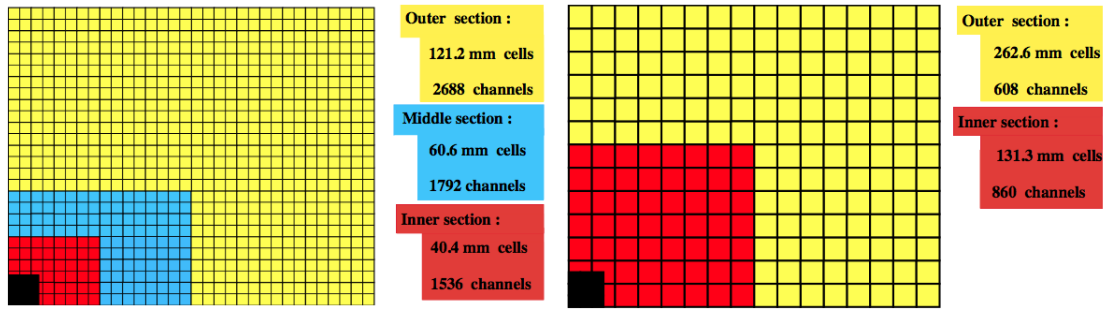 Outer section :
121.2 mm cells
2688 channels
Middle section :
60.6 mm cells
1792 channels
Inner section :
40.4 mm cells
1536 channels
Outer section :
262.6 mm cells
608 channels
Inner section :
131.3 mm cells
860 channels